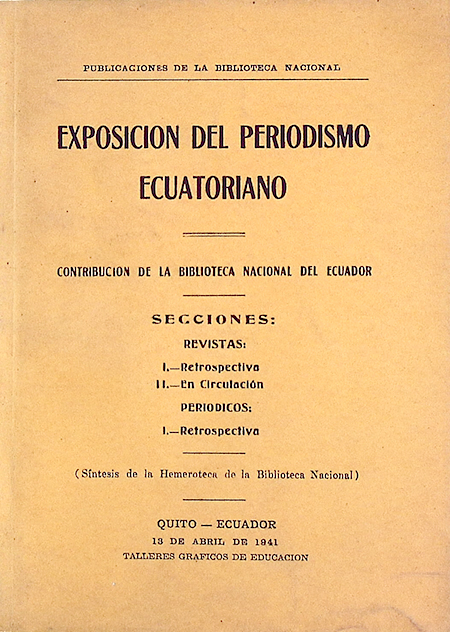 PUBLICACIONES DE LA BIBLIOTECA NACIONAL
EXPOSICION DEL PERIODISMO
ECUATORIANO
CONTRIBUCION DE LA BIBLIOTECA NACIONAL DEL ECUADOR
SECCIONES:
REVISTAS:
I.—Retrospectiva
II.—En Circulación
PERIODICOS:
I.—Retrospectiva
(Síntesis de la Hemeroteca de la Biblioteca Nacional)
QUITO — ECUADOR
13 DE ABRIL DE 1941
TALLERES GRAFICOS DE EDUCACION